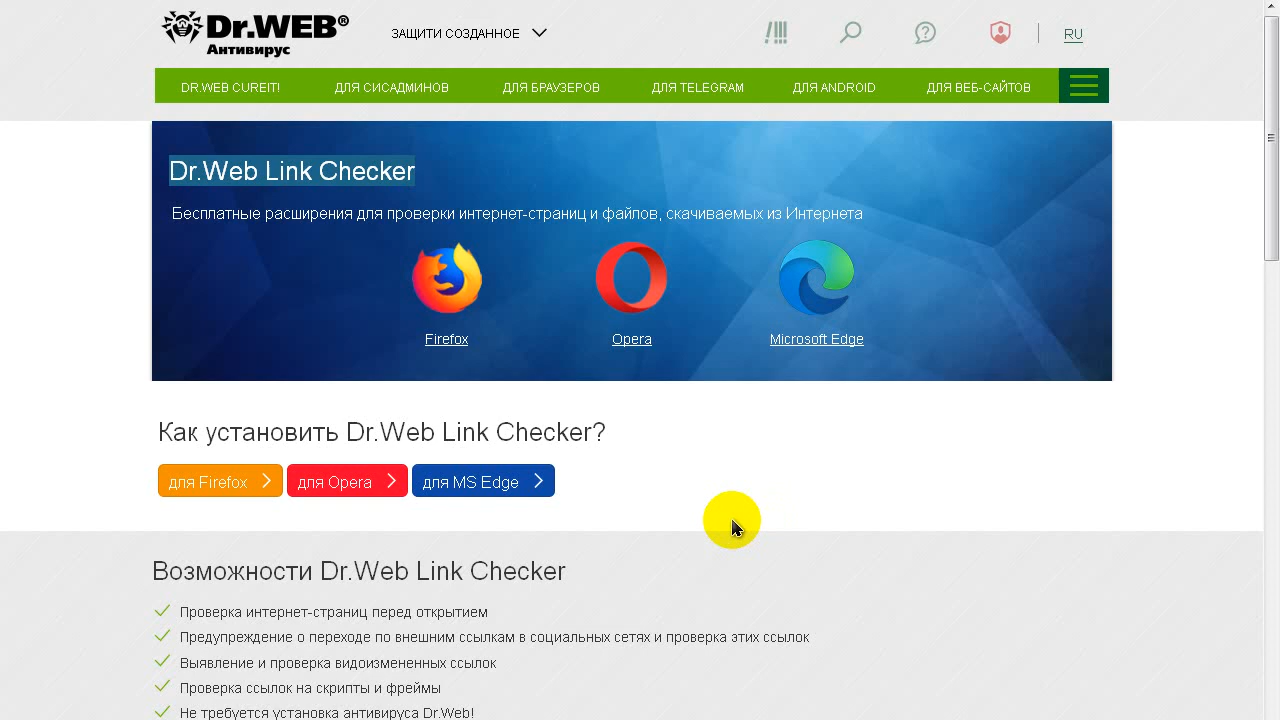 Dr.WEB®
Антивирус
ЗАЩИТИ СОЗДАННОЕ
RU
DR.WEB CUREIT!
ДЛЯ СИСАДМИНОВ
ДЛЯ БРАУЗЕРОВ
ДЛЯ TELEGRAM
ДЛЯ ANDROID
ДЛЯ ВЕБ-САЙТОВ
Dr.Web Link Checker
Бесплатные расширения для проверки интернет-страниц и файлов, скачиваемых из Интернета
Firefox
Opera
Microsoft Edge
Как установить Dr.Web Link Checker?
для Firefox
для Opera
для MS Edge
Возможности Dr.Web Link Checker
Проверка интернет-страниц перед открытием
Предупреждение о переходе по внешним ссылкам в социальных сетях и проверка этих ссылок
Выявление и проверка видоизмененных ссылок
Проверка ссылок на скрипты и фреймы
Не требуется установка антивируса Dr.Web!